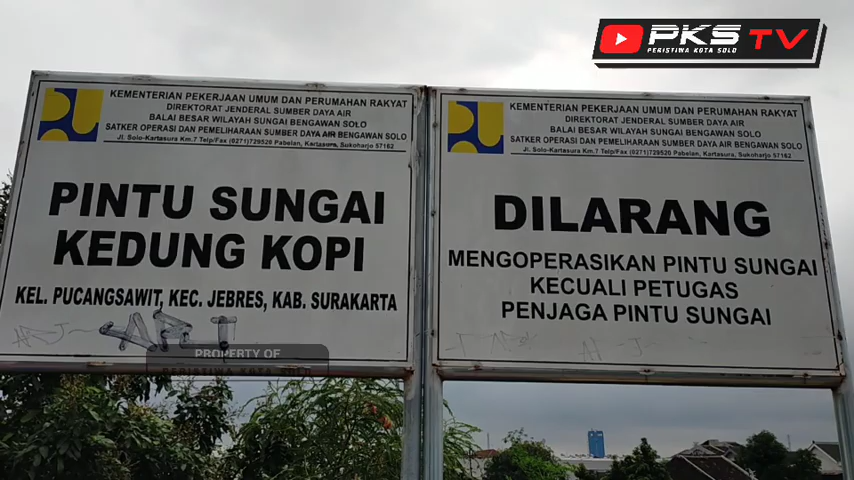 PKS TV
PERISTIWA KOTA SOLO
KEMENTERIAN PEKERJAAN UMUM DAN PERUMAHAN RAKYAT
DIREKTORAT JENDERAL SUMBER DAYA AIR
BALAI BESAR WILAYAH SUNGAI BENGAWAN SOLO
SATKER OPERASI DAN PEMELIHARAAN SUMBER DAYA AIR BENGAWAN SOLO
Jl. Solo-Kartasura Km.7 Telp/Fax (0271)729520 Pabelan, Kartasura, Sukoharjo 57162
PINTU SUNGAI
KEDUNG KOPI
KEL. PUCANGSAWIT, KEC. JEBRES, KAB. SURAKARTA
PROPERTY OF
PERISTIWA KOTA SOLO
KEMENTERIAN PEKERJAAN UMUM DAN PERUMAHAN RAKYAT
DIREKTORAT JENDERAL SUMBER DAYA AIR
BALAI BESAR WILAYAH SUNGAI BENGAWAN SOLO
SATKER OPERASI DAN PEMELIHARAAN SUMBER DAYA AIR BENGAWAN SOLO
Jl. Solo-Kartasura Km.7 Telp/Fax (0271)729520 Pabelan, Kartasura, Sukoharjo 57162
DILARANG
MENGOPERASIKAN PINTU SUNGAI
KECUALI PETUGAS
PENJAGA PINTU SUNGAI